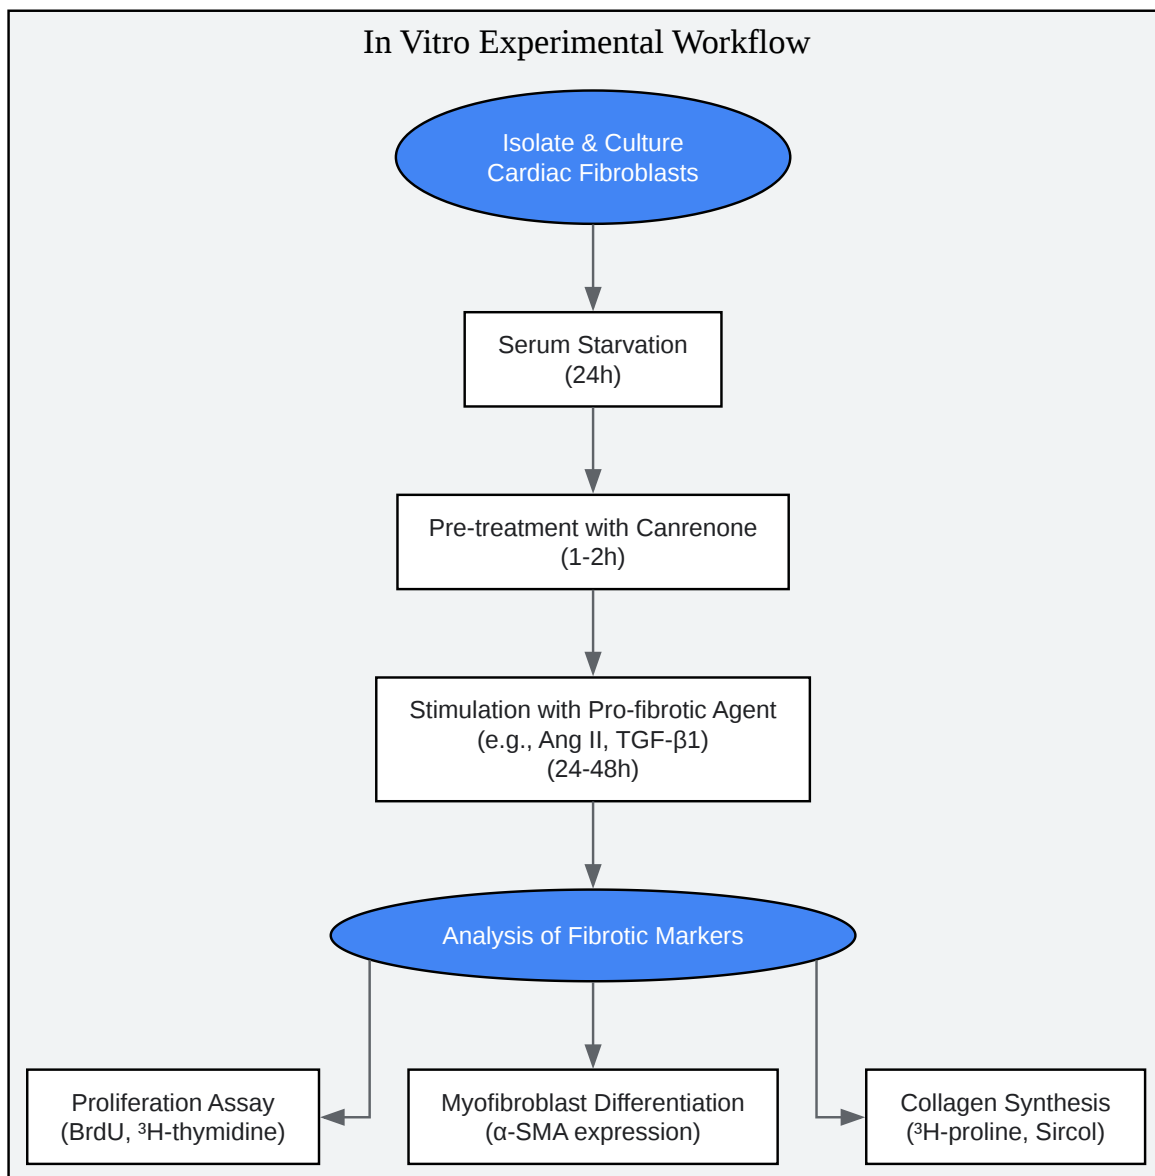 In Vitro Experimental Workflow
Isolate & Culture
Cardiac Fibroblasts
Serum Starvation
(24h)
Pre-treatment with Canrenone
(1-2h)
Stimulation with Pro-fibrotic Agent
(e.g., Ang II, TGF-β1)
(24-48h)
Analysis of Fibrotic Markers
Proliferation Assay
(BrdU, ³H-thymidine)
Myofibroblast Differentiation
(α-SMA expression)
Collagen Synthesis
(³H-proline, Sircol)